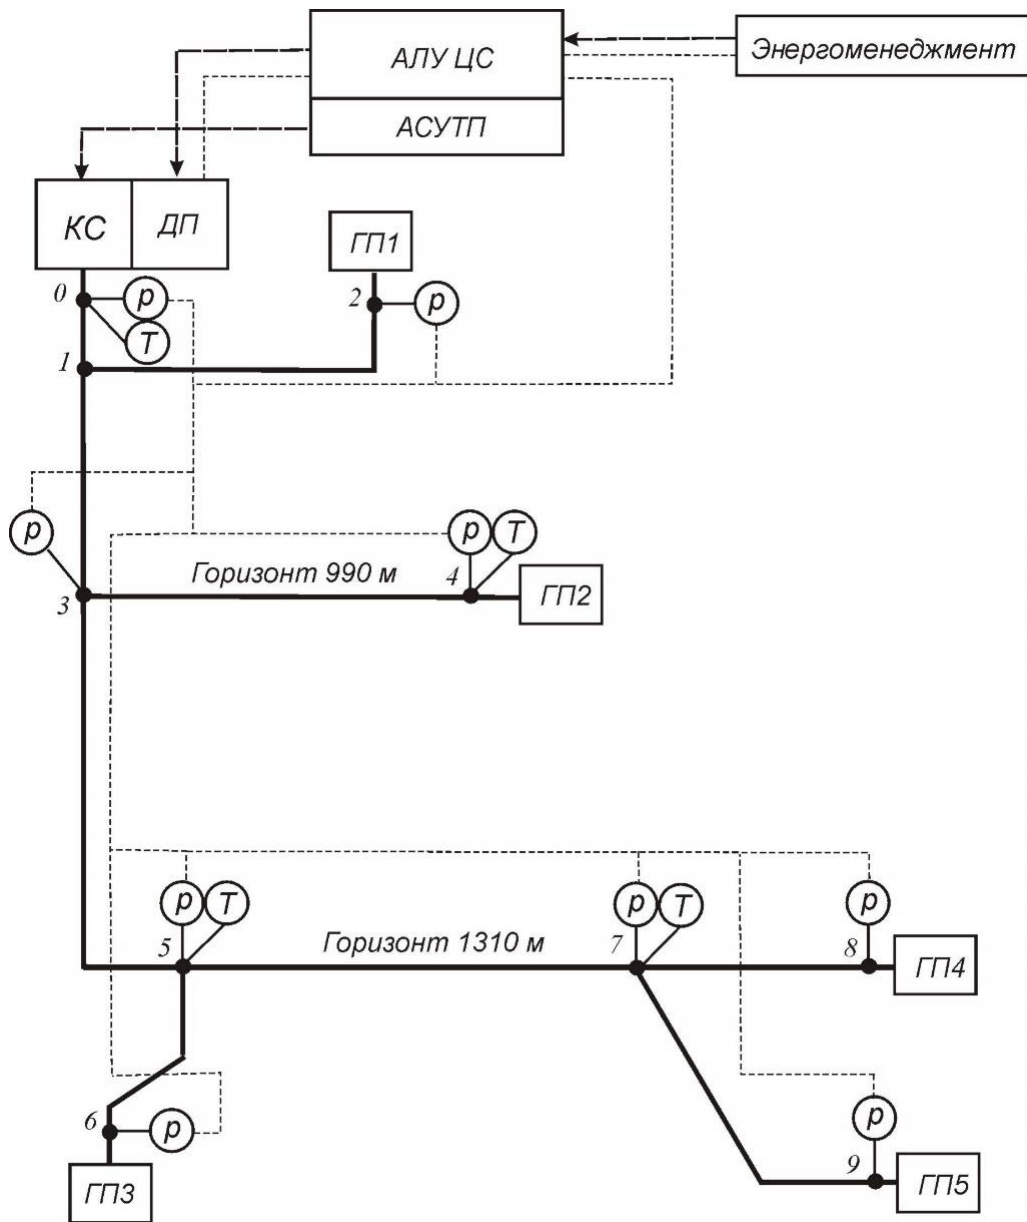 АЛУ ЦС
Энергоменеджмент
АСУТП
КС
ДП
ГП1
0
p
2
p
T
1
p
p
T
Горизонт 990 м
4
3
ГП2
p
T
p
T
p
5
Горизонт 1310 м
7
8
ГП4
6
p
p
9
ГП3
ГП5